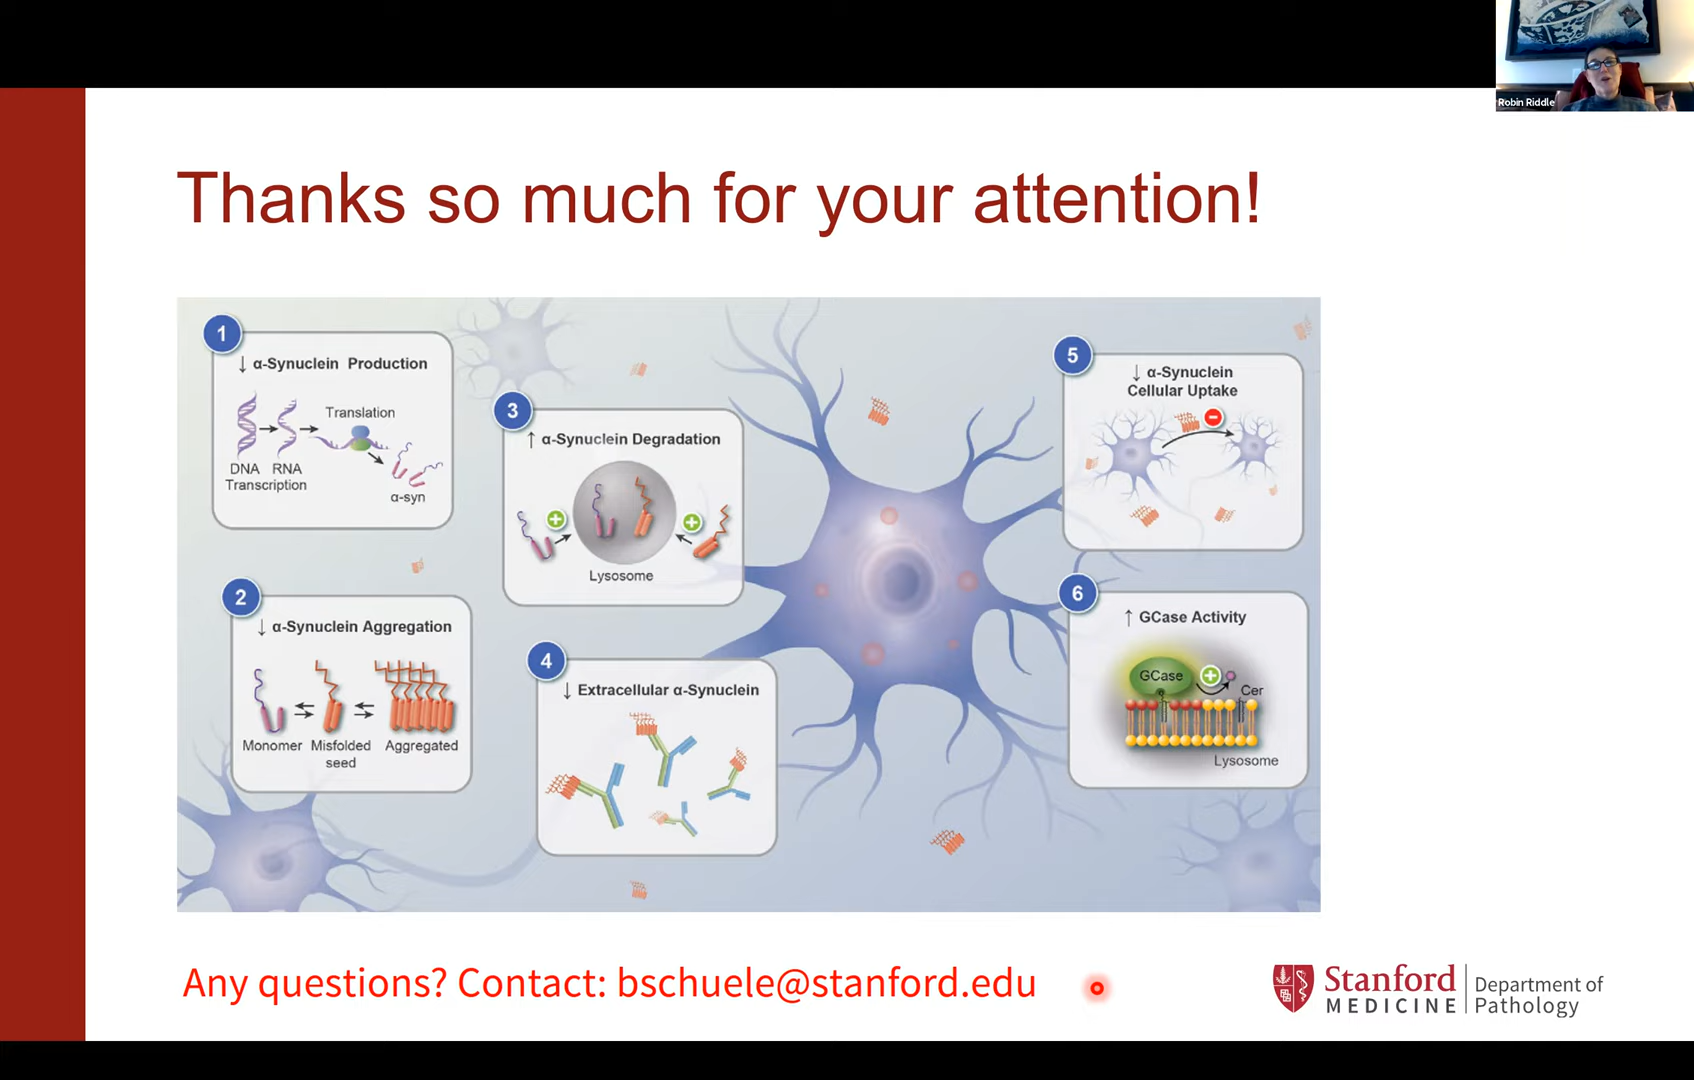 Robin Riddle
Thanks so much for your attention!
1
↓ α-Synuclein Production
Translation
DNA RNA
Transcription
α-syn
2
↓ α-Synuclein Aggregation
Monomer Misfolded Aggregated
seed
3
↑ α-Synuclein Degradation
Lysosome
4
↓ Extracellular α-Synuclein
5
↓ α-Synuclein
Cellular Uptake
6
↑ GCase Activity
GCase
Cer
Lysosome
Any questions? Contact: bschuele@stanford.edu
Stanford
MEDICINE
Department of
Pathology